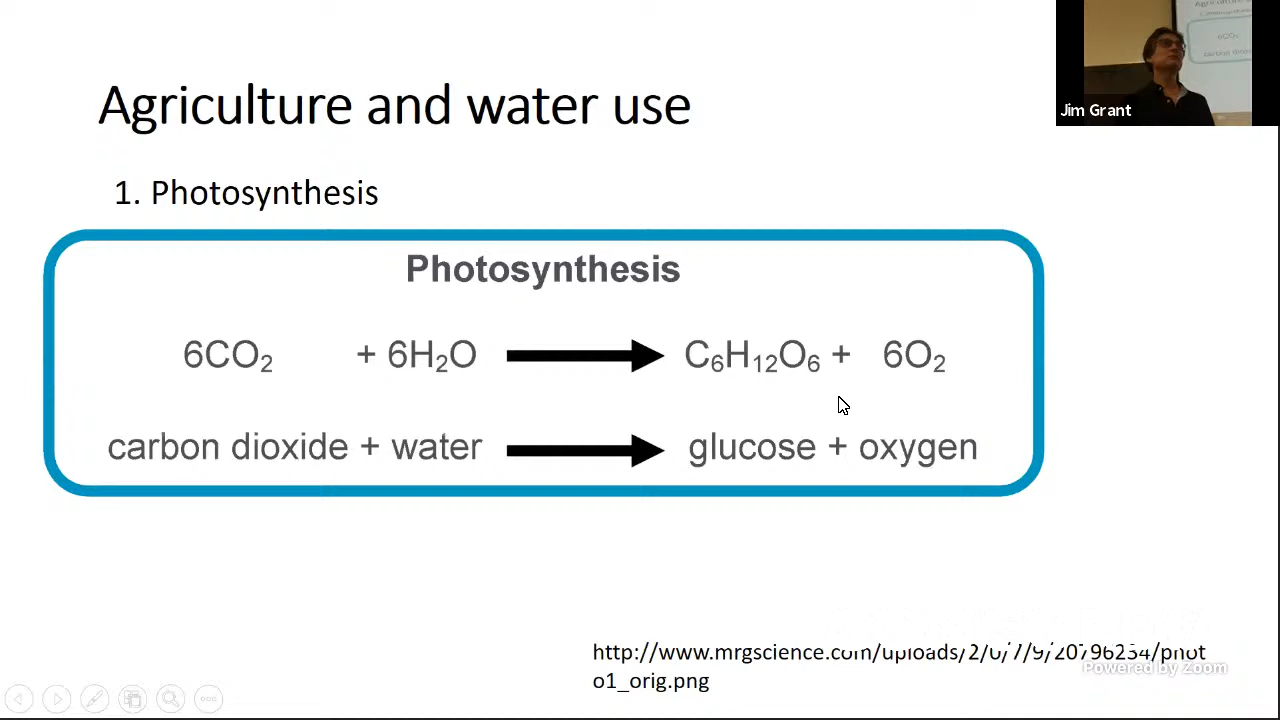 Agriculture and water use
Jim Grant
1. Photosynthesis
Photosynthesis
6CO₂ + 6H₂O C₆H₁₂O₆ + 6O₂
carbon dioxide + water glucose + oxygen
http://www.mrgscience.com/uploads/2/0/7/9/20796234/phot
o1_orig.png
Powered by Zoom